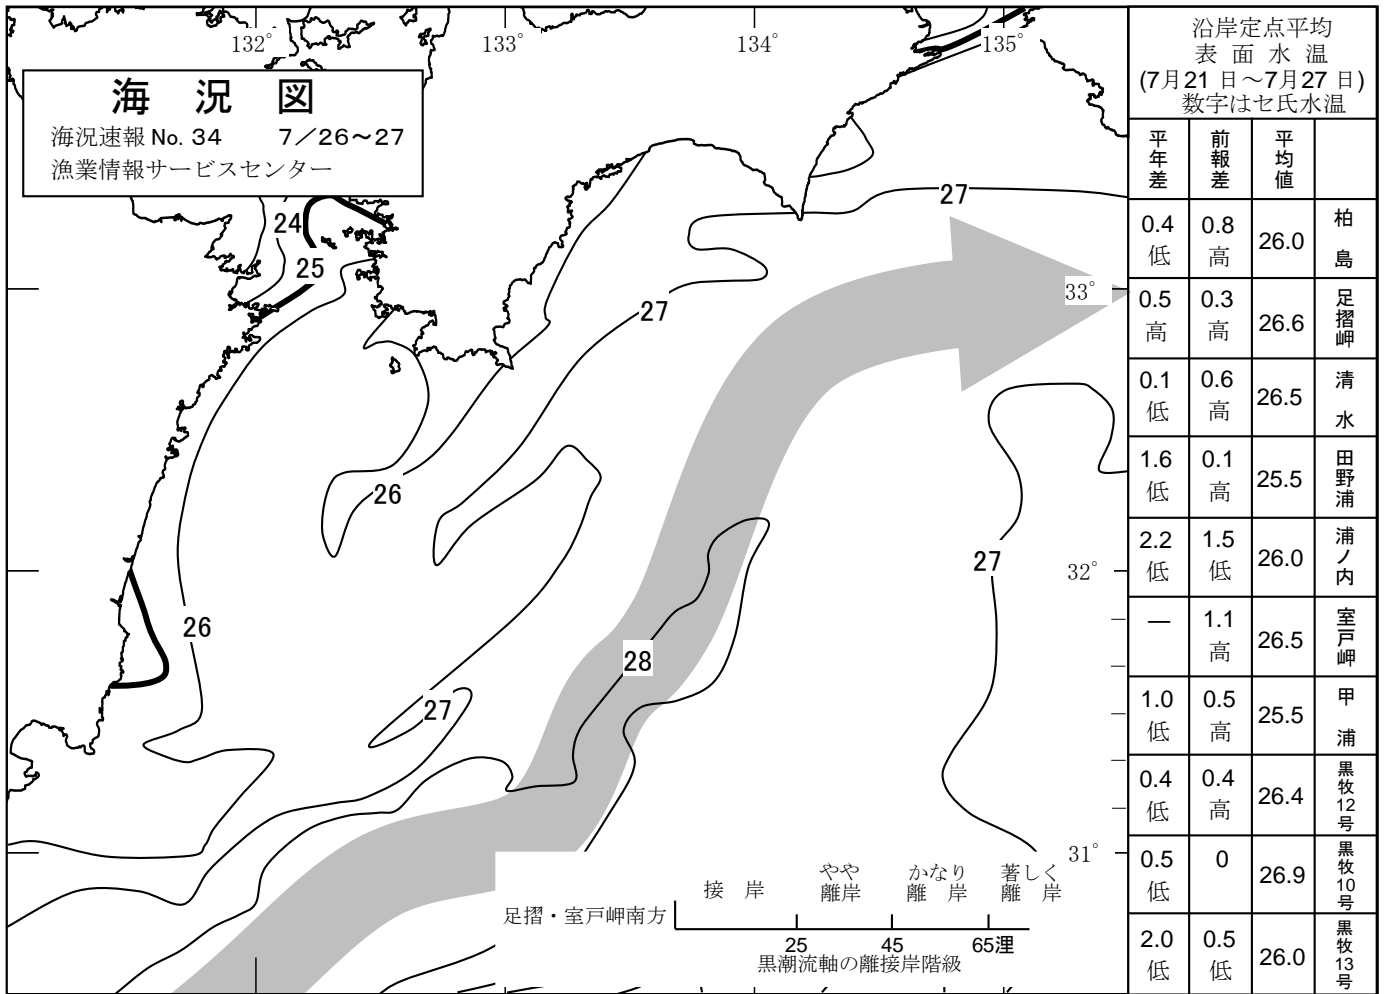 132°
133°
134°
135°
海 況 図
海況速報 No. 34 7/26～27
漁業情報サービスセンター
24
25
27
27
33°
26
27
32°
26
28
27
31°
接 岸
やや
離岸
かなり
離 岸
著しく
離 岸
足摺・室戸岬南方
25 45 65浬
黒潮流軸の離接岸階級
沿岸定点平均
表 面 水 温
(7月21 日～7月27 日)
数字はセ氏水温
平年差 前報差 平均値
0.4低 0.8高 26.0 柏島
0.5高 0.3高 26.6 足摺岬
0.1低 0.6高 26.5 清水
1.6低 0.1高 25.5 田野浦
2.2低 1.5低 26.0 浦ノ内
— 1.1高 26.5 室戸岬
1.0低 0.5高 25.5 甲浦
0.4低 0.4高 26.4 黒牧12号
0.5低 0 26.9 黒牧10号
2.0低 0.5低 26.0 黒牧13号